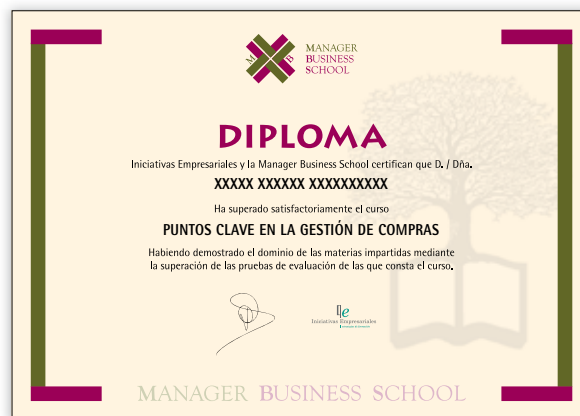 M B
MANAGER
BUSINESS
SCHOOL
DIPLOMA
Iniciativas Empresariales y la Manager Business School certifican que D. / Dña.
XXXXX XXXXXX XXXXXXXXXX
Ha superado satisfactoriamente el curso
PUNTOS CLAVE EN LA GESTIÓN DE COMPRAS
Habiendo demostrado el dominio de las materias impartidas mediante
la superación de las pruebas de evaluación de las que consta el curso.
Ie
Iniciativas Empresariales
MANAGER BUSINESS SCHOOL